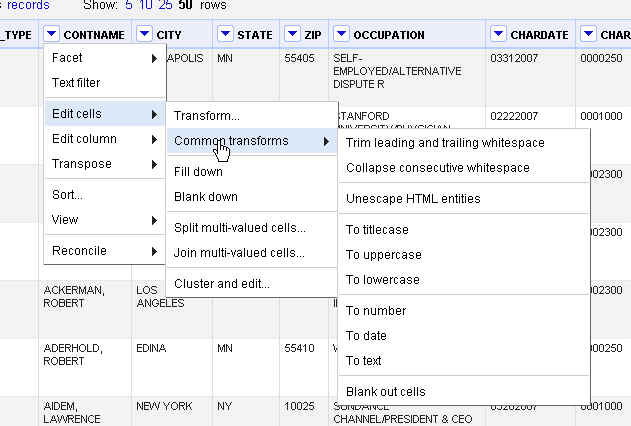 records Show: 5 10 25 50 rows
_TYPE CONTNAME CITY STATE ZIP OCCUPATION CHARDATE CHAR
Facet
Text filter
Edit cells
Edit column
Transpose
Sort...
View
Reconcile
Transform...
Common transforms
Fill down
Blank down
Split multi-valued cells...
Join multi-valued cells...
Cluster and edit...
Trim leading and trailing whitespace
Collapse consecutive whitespace
Unescape HTML entities
To titlecase
To uppercase
To lowercase
To number
To date
To text
Blank out cells
APOLIS MN 55405 SELF- 03312007 0000250
EMPLOYED/ALTERNATIVE
DISPUTE R
STANFORD 02222007 0001000
UNIVERSITY/PHYSICIAN
002300
002300
ACKERMAN, LOS 002300
ROBERT ANGELES
ADERHOLD, EDINA MN 55410 000250
ROBERT
AIDEM, NEW YORK NY 10025 SUNDANCE 03262007 0001000
LAWRENCE CHANNEL/PRESIDENT & CEO